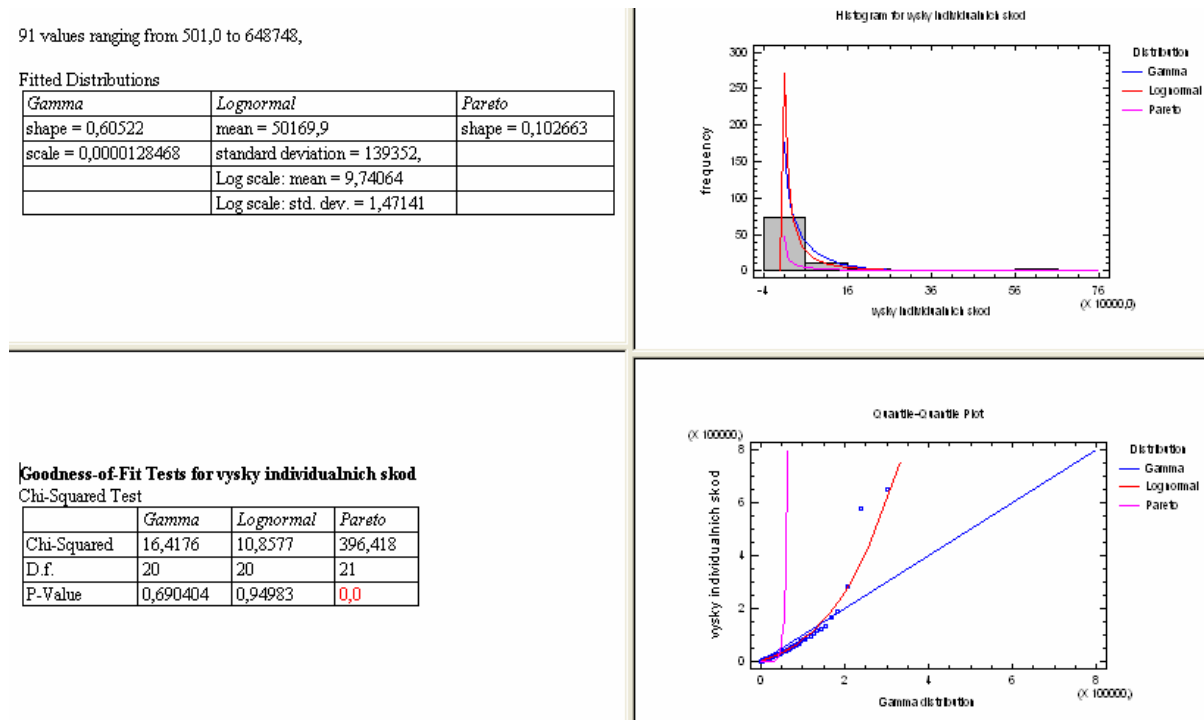 91 values ranging from 501,0 to 648748,
Fitted Distributions
Gamma Lognormal Pareto
shape = 0,60522 mean = 50169,9 shape = 0,102663
scale = 0,0000128468 standard deviation = 139352,
Log scale: mean = 9,74064
Log scale: std. dev. = 1,47141
Histogram for vysky individualnich skod
frequency
300
250
200
150
100
50
0
-4 16 36 56 76
(X 10000,0)
vysky individualnich skod
Distribution
Gamma
Lognormal
Pareto
Goodness-of-Fit Tests for vysky individualnich skod
Chi-Squared Test
Gamma Lognormal Pareto
Chi-Squared 16,4176 10,8577 396,418
D.f. 20 20 21
P-Value 0,690404 0,94983 0,0
Quantile-Quantile Plot
(X 100000,)
vysky individualnich skod
8
6
4
2
0
0 2 4 6 8
(X 100000,)
Gamma distribution
Distribution
Gamma
Lognormal
Pareto